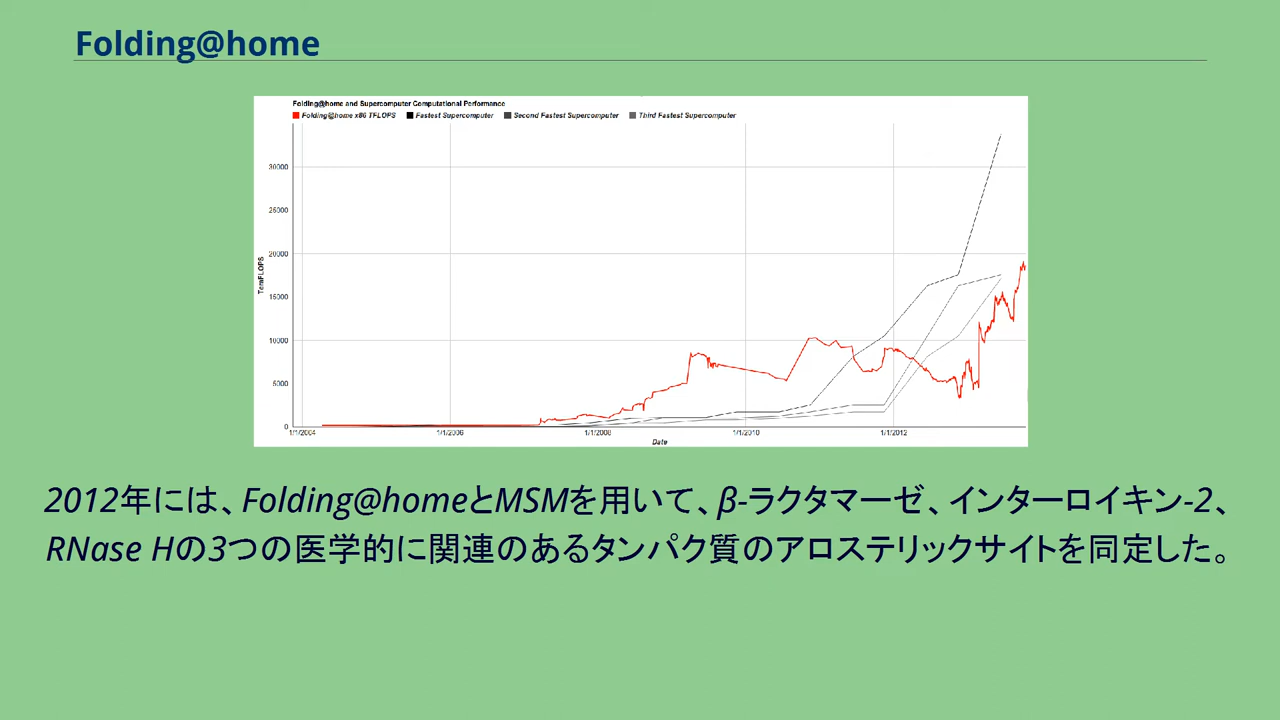 Folding@home
Folding@home and Supercomputer Computational Performance
Folding@home x86 TFLOPS Fastest Supercomputer Second Fastest Supercomputer Third Fastest Supercomputer
30000
25000
20000
15000
10000
5000
0
TeraFLOPS
1/1/2004 1/1/2006 1/1/2008 1/1/2010 1/1/2012
Date
2012年には、Folding@homeとMSMを用いて、β-ラクタマーゼ、インターロイキン-2、
RNase Hの3つの医学的に関連のあるタンパク質のアロステリックサイトを同定した。